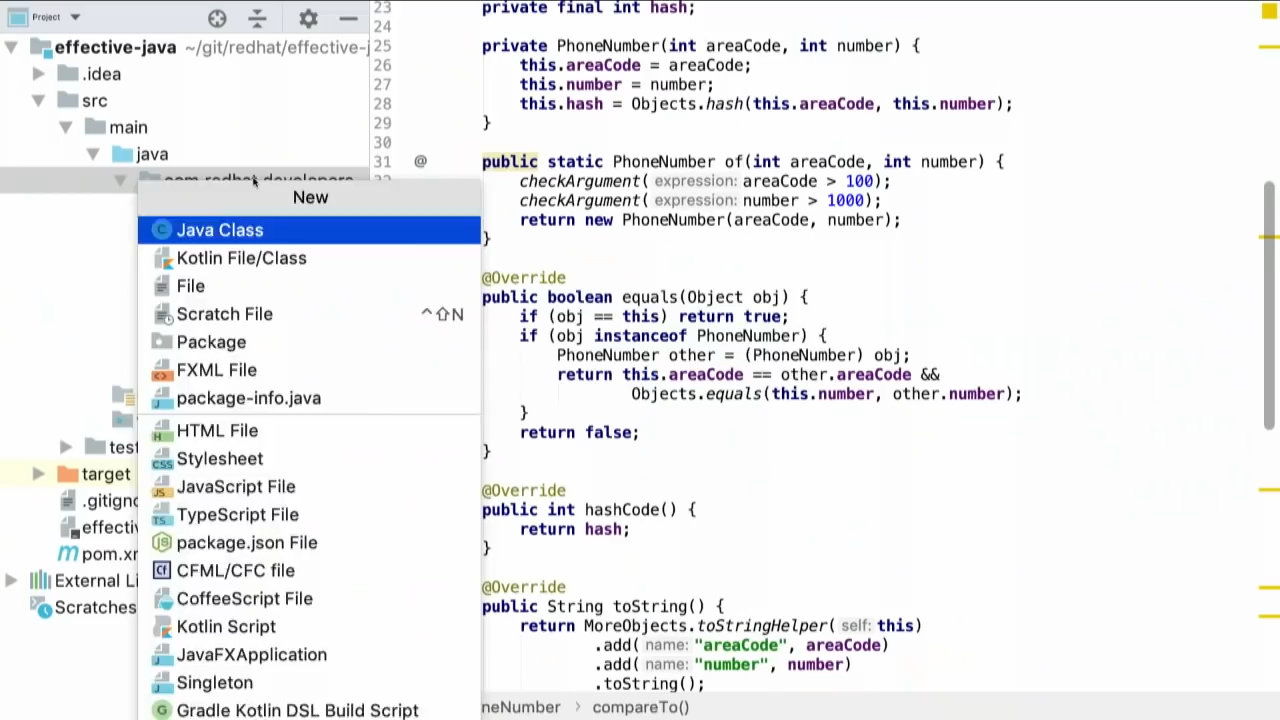 Project
effective-java ~/git/redhat/effective-j
.idea
src
main
java
com.redhat.developers
test
target
.gitigno
effectiv
pom.xm
External Li
Scratches
New
Java Class
Kotlin File/Class
File
Scratch File ^⇧N
Package
FXML File
package-info.java
HTML File
Stylesheet
JavaScript File
TypeScript File
package.json File
CFML/CFC file
CoffeeScript File
Kotlin Script
JavaFXApplication
Singleton
Gradle Kotlin DSL Build Script
23 private final int hash;
24
25 private PhoneNumber(int areaCode, int number) {
26 this.areaCode = areaCode;
27 this.number = number;
28 this.hash = Objects.hash(this.areaCode, this.number);
29 }
30
31 @ public static PhoneNumber of(int areaCode, int number) {
checkArgument( expression: areaCode > 100);
checkArgument( expression: number > 1000);
return new PhoneNumber(areaCode, number);
}
@Override
public boolean equals(Object obj) {
if (obj == this) return true;
if (obj instanceof PhoneNumber) {
PhoneNumber other = (PhoneNumber) obj;
return this.areaCode == other.areaCode &&
Objects.equals(this.number, other.number);
}
return false;
}
@Override
public int hashCode() {
return hash;
}
@Override
public String toString() {
return MoreObjects.toStringHelper( self: this)
.add( name: "areaCode", areaCode)
.add( name: "number", number)
.toString();
neNumber > compareTo()